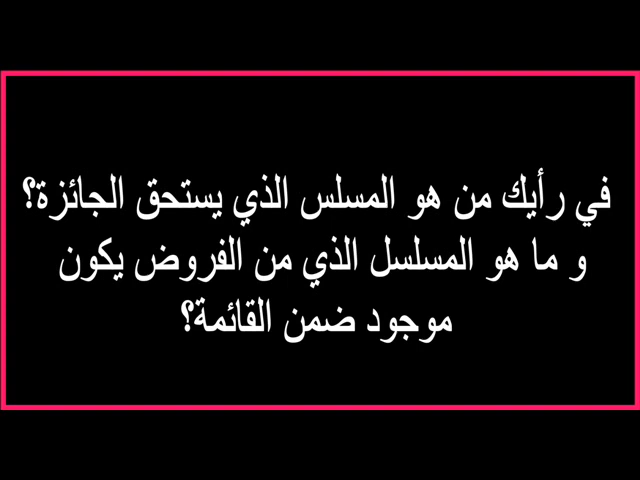 في رأيك من هو المسلس الذي يستحق الجائزة؟
و ما هو المسلسل الذي من الفروض يكون
موجود ضمن القائمة؟